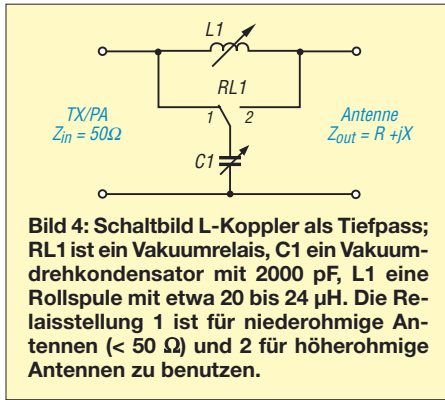 L1
RL1
TX/PA
Z_in = 50Ω
1 2
Antenne
Z_out = R +jX
C1
Bild 4: Schaltbild L-Koppler als Tiefpass;
RL1 ist ein Vakuumrelais, C1 ein Vakuum-
drehkondensator mit 2000 pF, L1 eine
Rollspule mit etwa 20 bis 24 µH. Die Re-
laisstellung 1 ist für niederohmige An-
tennen (< 50 Ω) und 2 für höherohmige
Antennen zu benutzen.